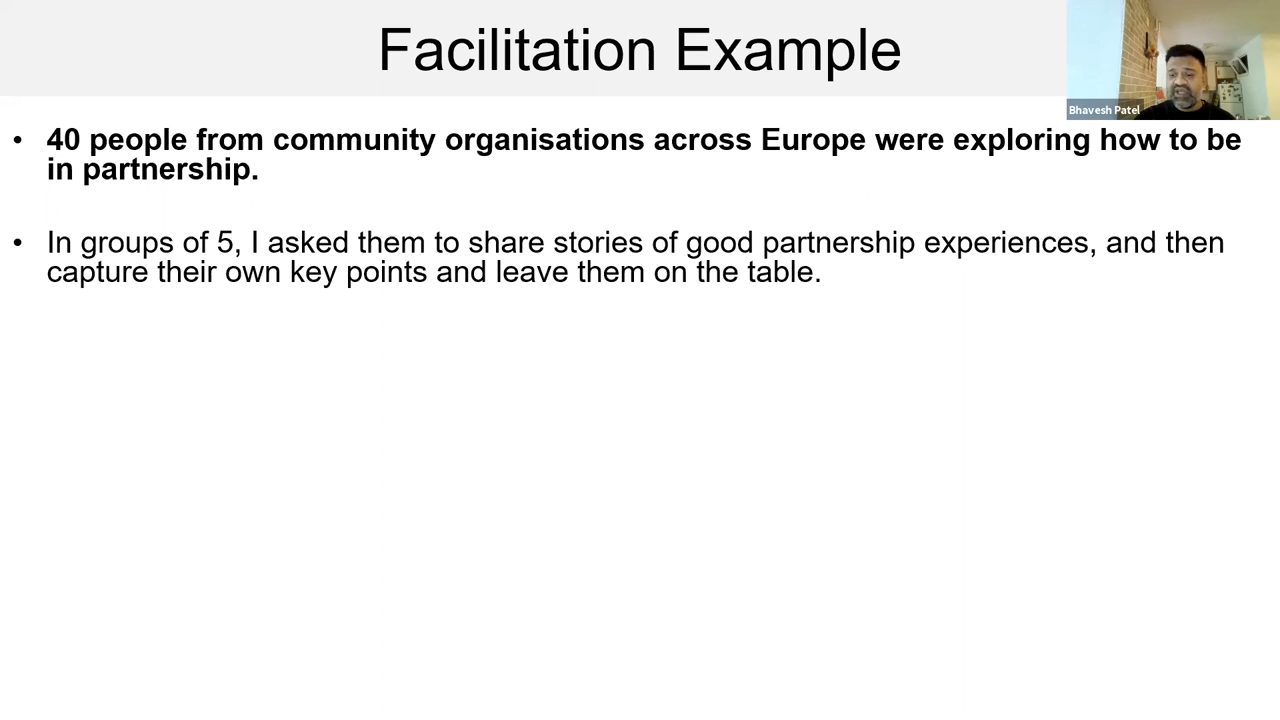 Facilitation Example
Bhavesh Patel
• 40 people from community organisations across Europe were exploring how to be
in partnership.
• In groups of 5, I asked them to share stories of good partnership experiences, and then
capture their own key points and leave them on the table.